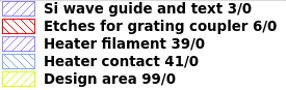 Si wave guide and text 3/0
Etches for grating coupler 6/0
Heater filament 39/0
Heater contact 41/0
Design area 99/0